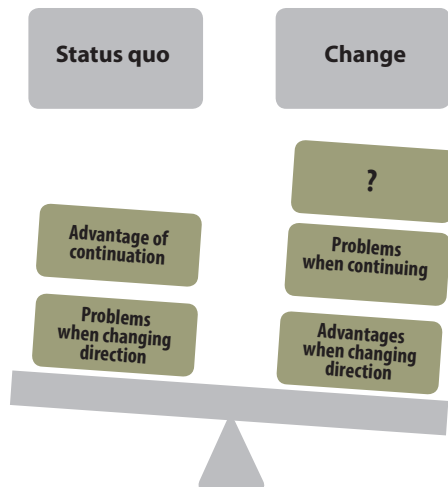 Status quo
Change
?
Advantage of
continuation
Problems
when continuing
Problems
when changing
direction
Advantages
when changing
direction